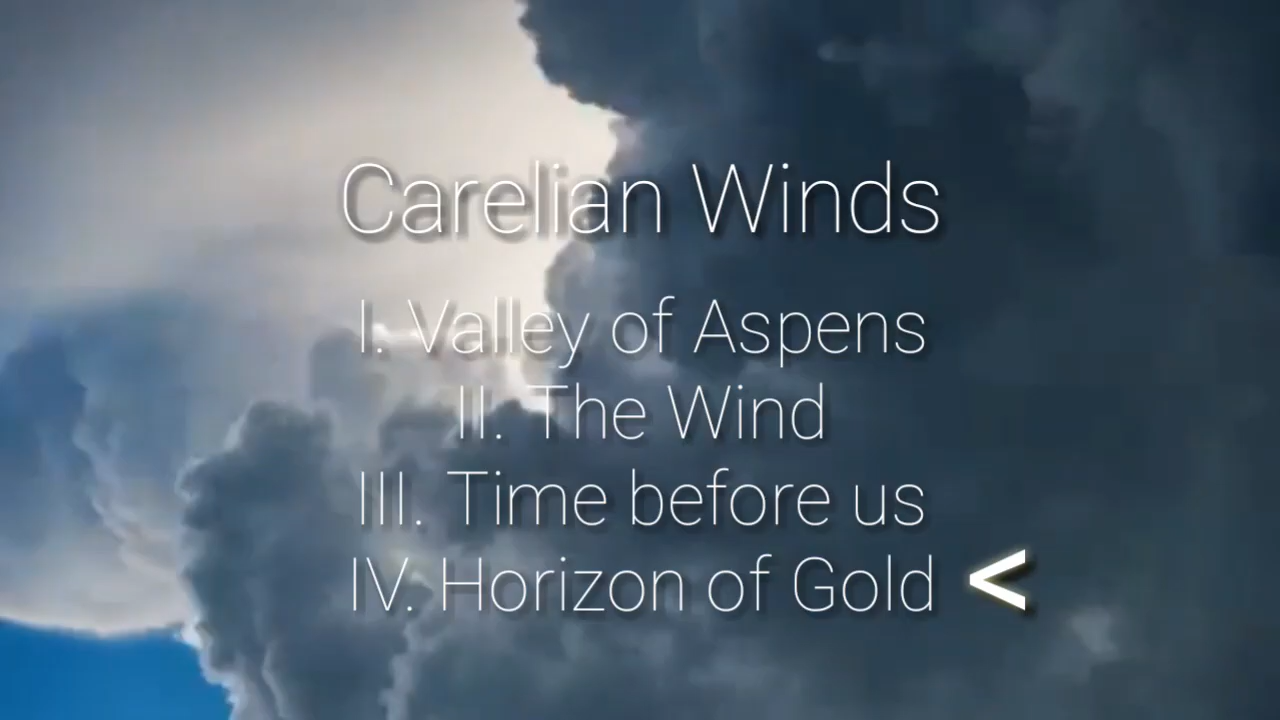 Carelian Winds
I. Valley of Aspens
II. The Wind
III. Time before us
IV. Horizon of Gold <